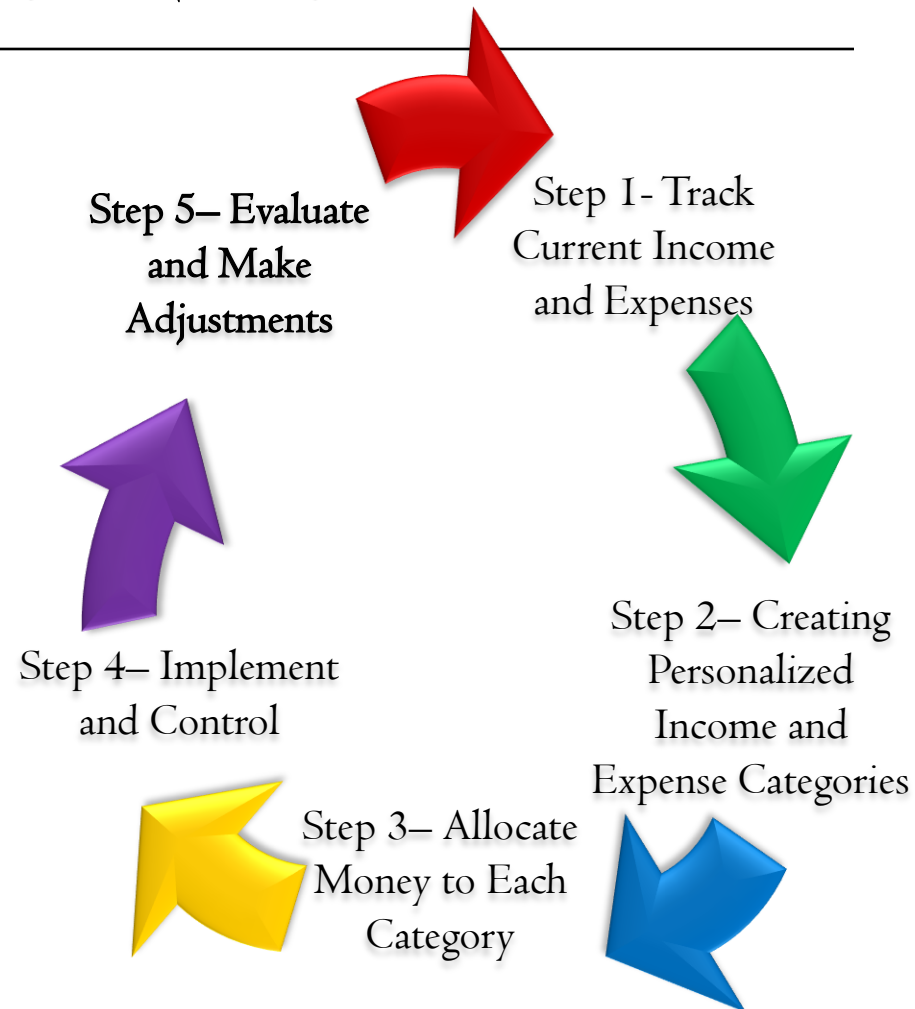 Step 1- Track
Current Income
and Expenses
Step 2– Creating
Personalized
Income and
Expense Categories
Step 3– Allocate
Money to Each
Category
Step 4– Implement
and Control
Step 5– Evaluate
and Make
Adjustments